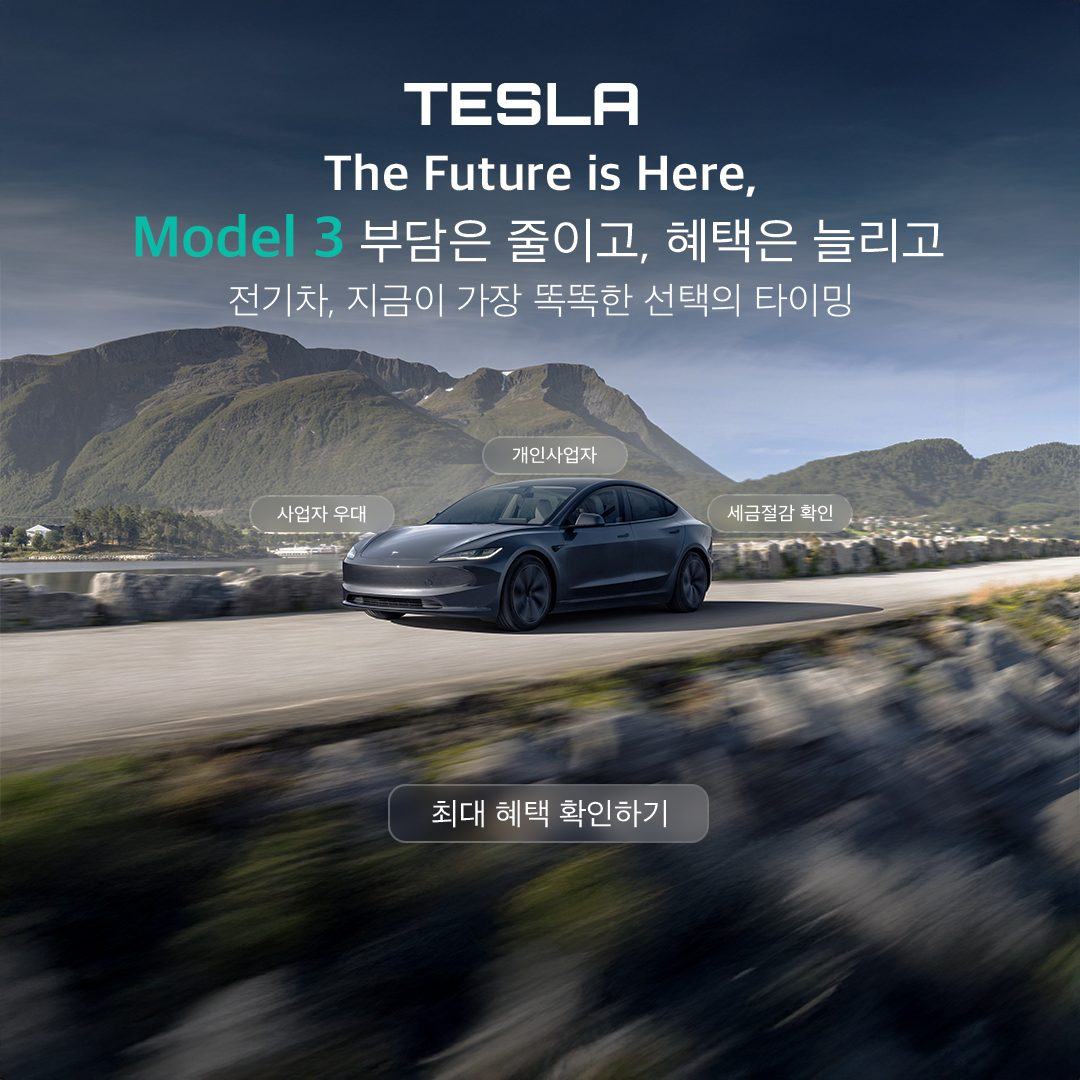 TESLA
The Future is Here,
Model 3 부담은 줄이고, 혜택은 늘리고
전기차, 지금이 가장 똑똑한 선택의 타이밍
개인사업자
사업자 우대
세금절감 확인
최대 혜택 확인하기